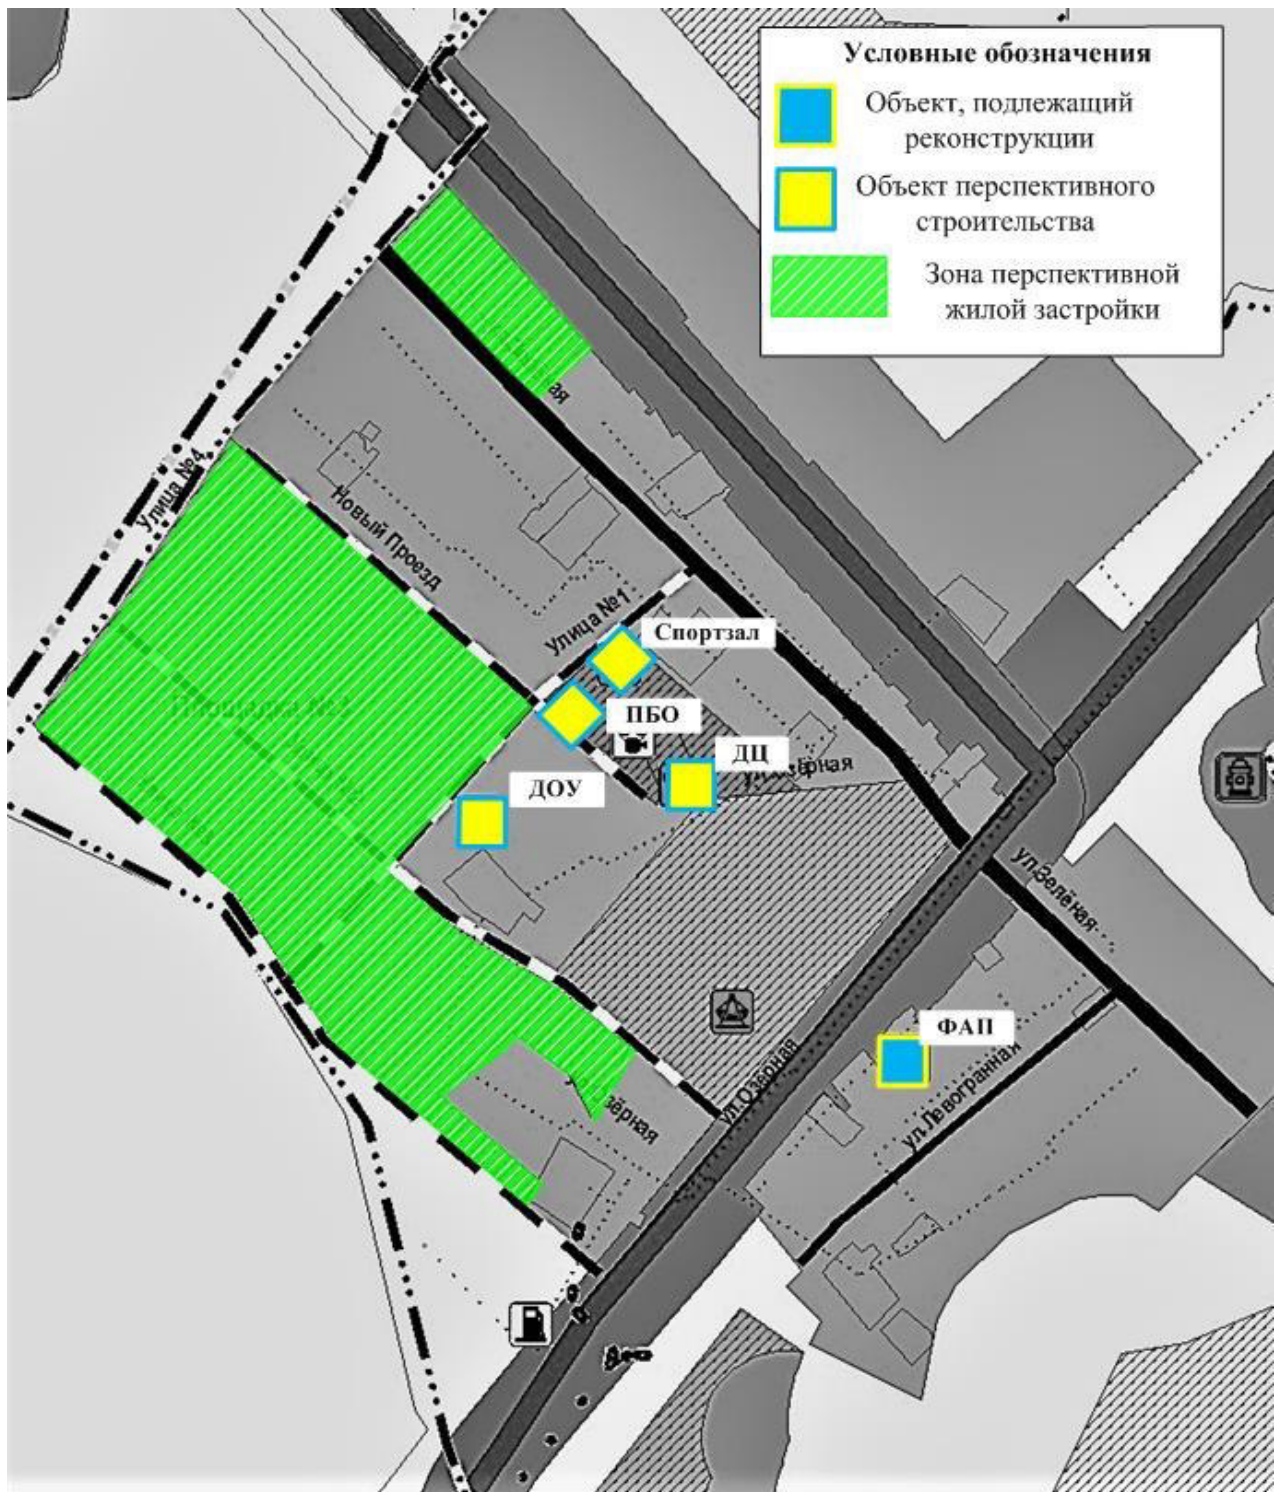 Условные обозначения
Объект, подлежащий
реконструкции
Объект перспективного
строительства
Зона перспективной
жилой застройки
Улица №4
Новый Проезд
Улица №1
Спортзал
ПБО
ДЦ
ДОУ
ул.Зелёная
ФАП
ул.Озёрная
ул.Левогранная